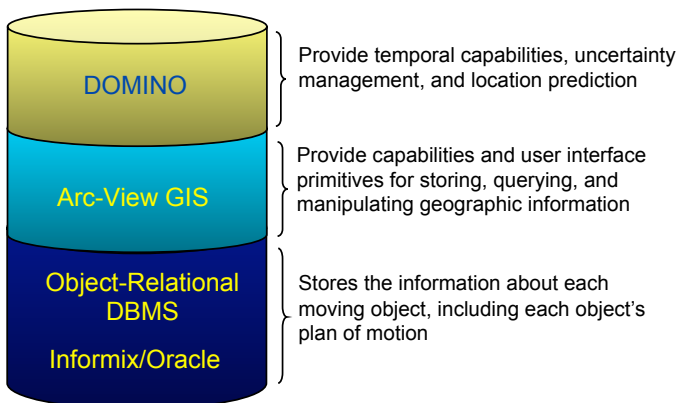 DOMINO
Provide temporal capabilities, uncertainty
management, and location prediction
Arc-View GIS
Provide capabilities and user interface
primitives for storing, querying, and
manipulating geographic information
Object-Relational
DBMS
Informix/Oracle
Stores the information about each
moving object, including each object’s
plan of motion